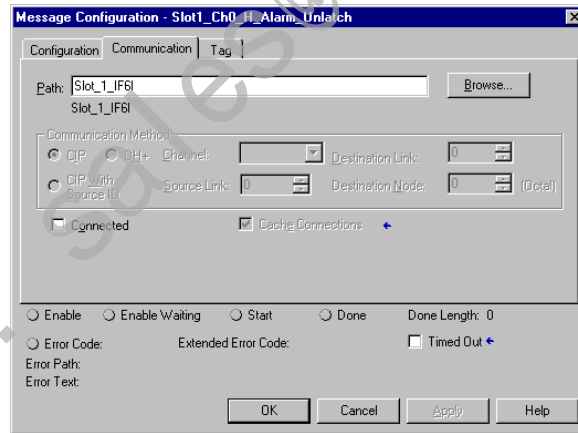 Message Configuration - Slot1_Ch0_H_Alarm_Unlatch
Configuration Communication Tag
Path: Slot_1_IF6I Browse...
Slot_1_IF6I
Communication Method
CIP DH+ Channel: Destination Link: 0
CIP With Source ID Source Link: 0 Destination Node: 0 (Octal)
Connected Cache Connections
Enable Enable Waiting Start Done Done Length: 0
Error Code: Extended Error Code: Timed Out
Error Path:
Error Text:
OK Cancel Apply Help
sales@